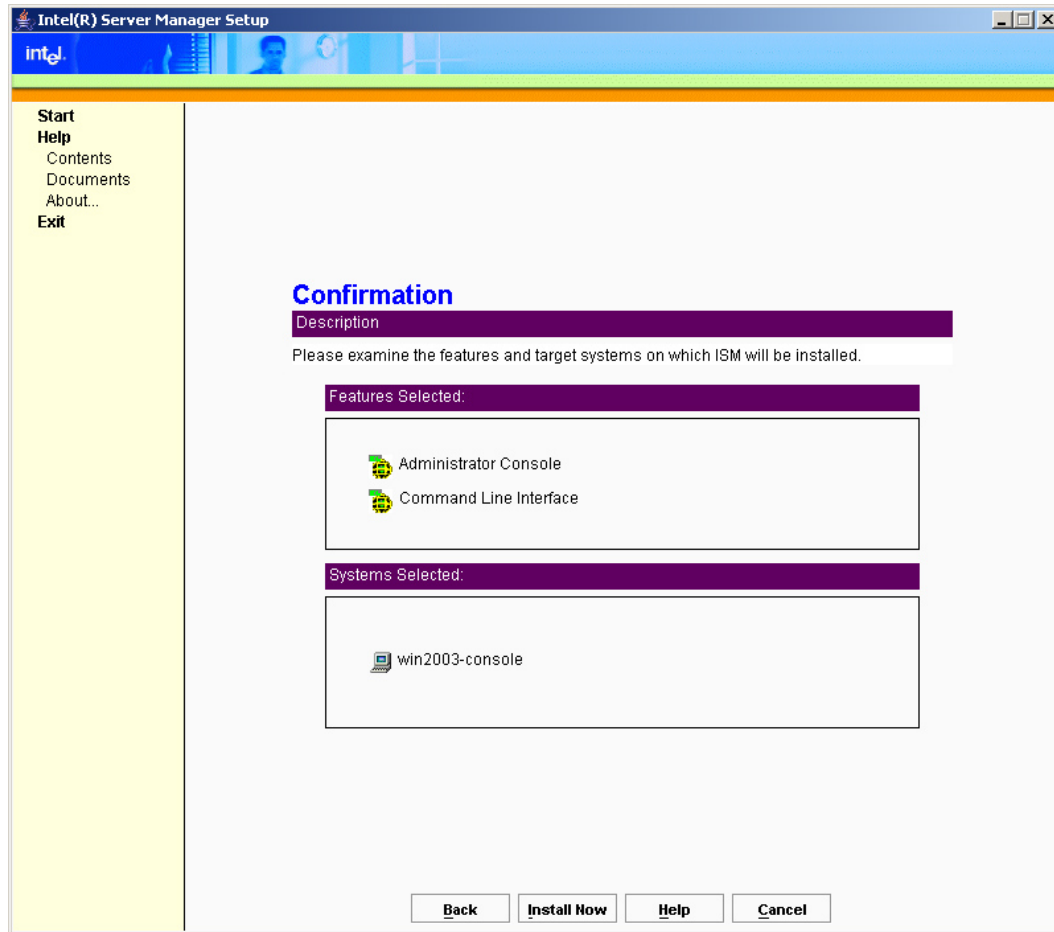 Intel(R) Server Manager Setup
intel.
Start
Help
Contents
Documents
About...
Exit
Confirmation
Description
Please examine the features and target systems on which ISM will be installed.
Features Selected:
Administrator Console
Command Line Interface
Systems Selected:
win2003-console
Back
Install Now
Help
Cancel